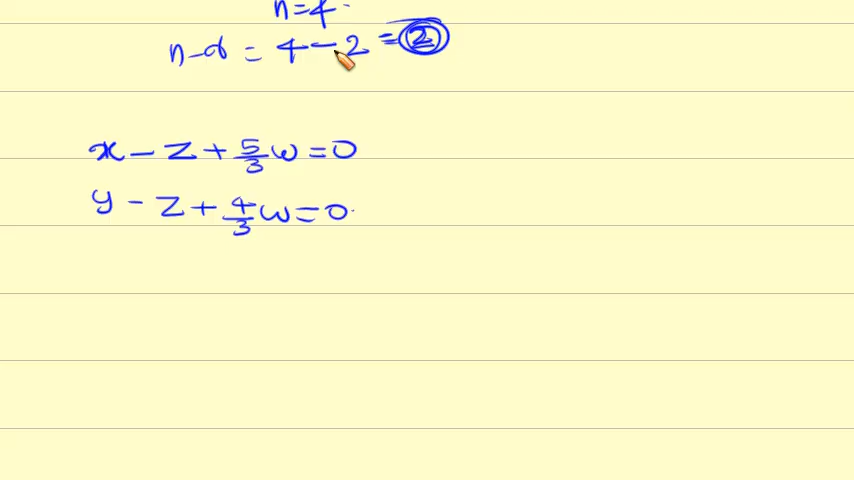 n=4
n-r = 4-2 = 2
x - z + 5/3 w = 0
y - z + 4/3 w = 0